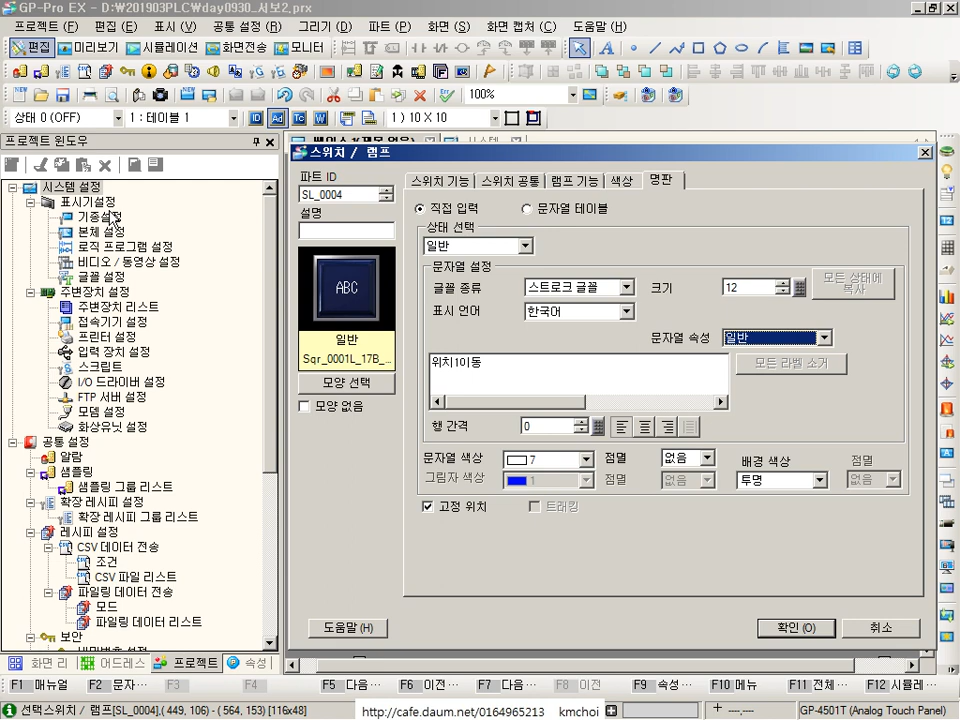 GP-Pro EX - D:₩201903PLC₩day0930_서보2.prx
프로젝트 (F) 편집 (E) 표시 (V) 공통 설정 (R) 그리기 (D) 파트 (P) 화면 (S) 화면 캡처 (C) 도움말 (H)
편집 미리보기 시뮬레이션 화면전송 모니터
100%
상태 0 (OFF) 1 : 테이블 1 ID Ad Tc W 1 ) 10 X 10
프로젝트 윈도우
시스템 설정
표시기설정
기종설정
본체 설정
로직 프로그램 설정
비디오 / 동영상 설정
글꼴 설정
주변장치 설정
주변장치 리스트
접속기기 설정
프린터 설정
입력 장치 설정
스크립트
I/O 드라이버 설정
FTP 서버 설정
모뎀 설정
화상유닛 설정
공통 설정
알람
샘플링
샘플링 그룹 리스트
확장 레시피 설정
확장 레시피 그룹 리스트
레시피 설정
CSV 데이터 전송
조건
CSV 파일 리스트
파일링 데이터 전송
모드
파일링 데이터 리스트
보안
화면 리 어드레스 프로젝트 속성
스위치 / 램프
파트 ID
SL_0004
설명
ABC
일반
Sqr_0001L_17B_...
모양 선택
모양 없음
스위치 기능 스위치 공통 램프 기능 색상 명판
직접 입력 문자열 테이블
상태 선택
일반
문자열 설정
글꼴 종류 스트로크 글꼴 크기 12 모든 상태에 복사
표시 언어 한국어
문자열 속성 일반
위치1이동
모든 라벨 소거
행 간격 0
문자열 색상 7 점멸 없음 배경 색상 점멸
그림자 색상 1 점멸 없음 투명 없음
고정 위치 트래킹
도움말 (H) 확인 (O) 취소
F1 매뉴얼 F2 문자… F3 F4 F5 다음… F6 이전… F7 다음… F8 이전 F9 속성… F10 메뉴 F11 전체… F12 시뮬레…
선택스위치 / 램프[SL_0004],( 449, 106) - ( 564, 153) [116x48] http://cafe.daum.net/0164965213 kmchoi GP-4501T (Analog Touch Panel)